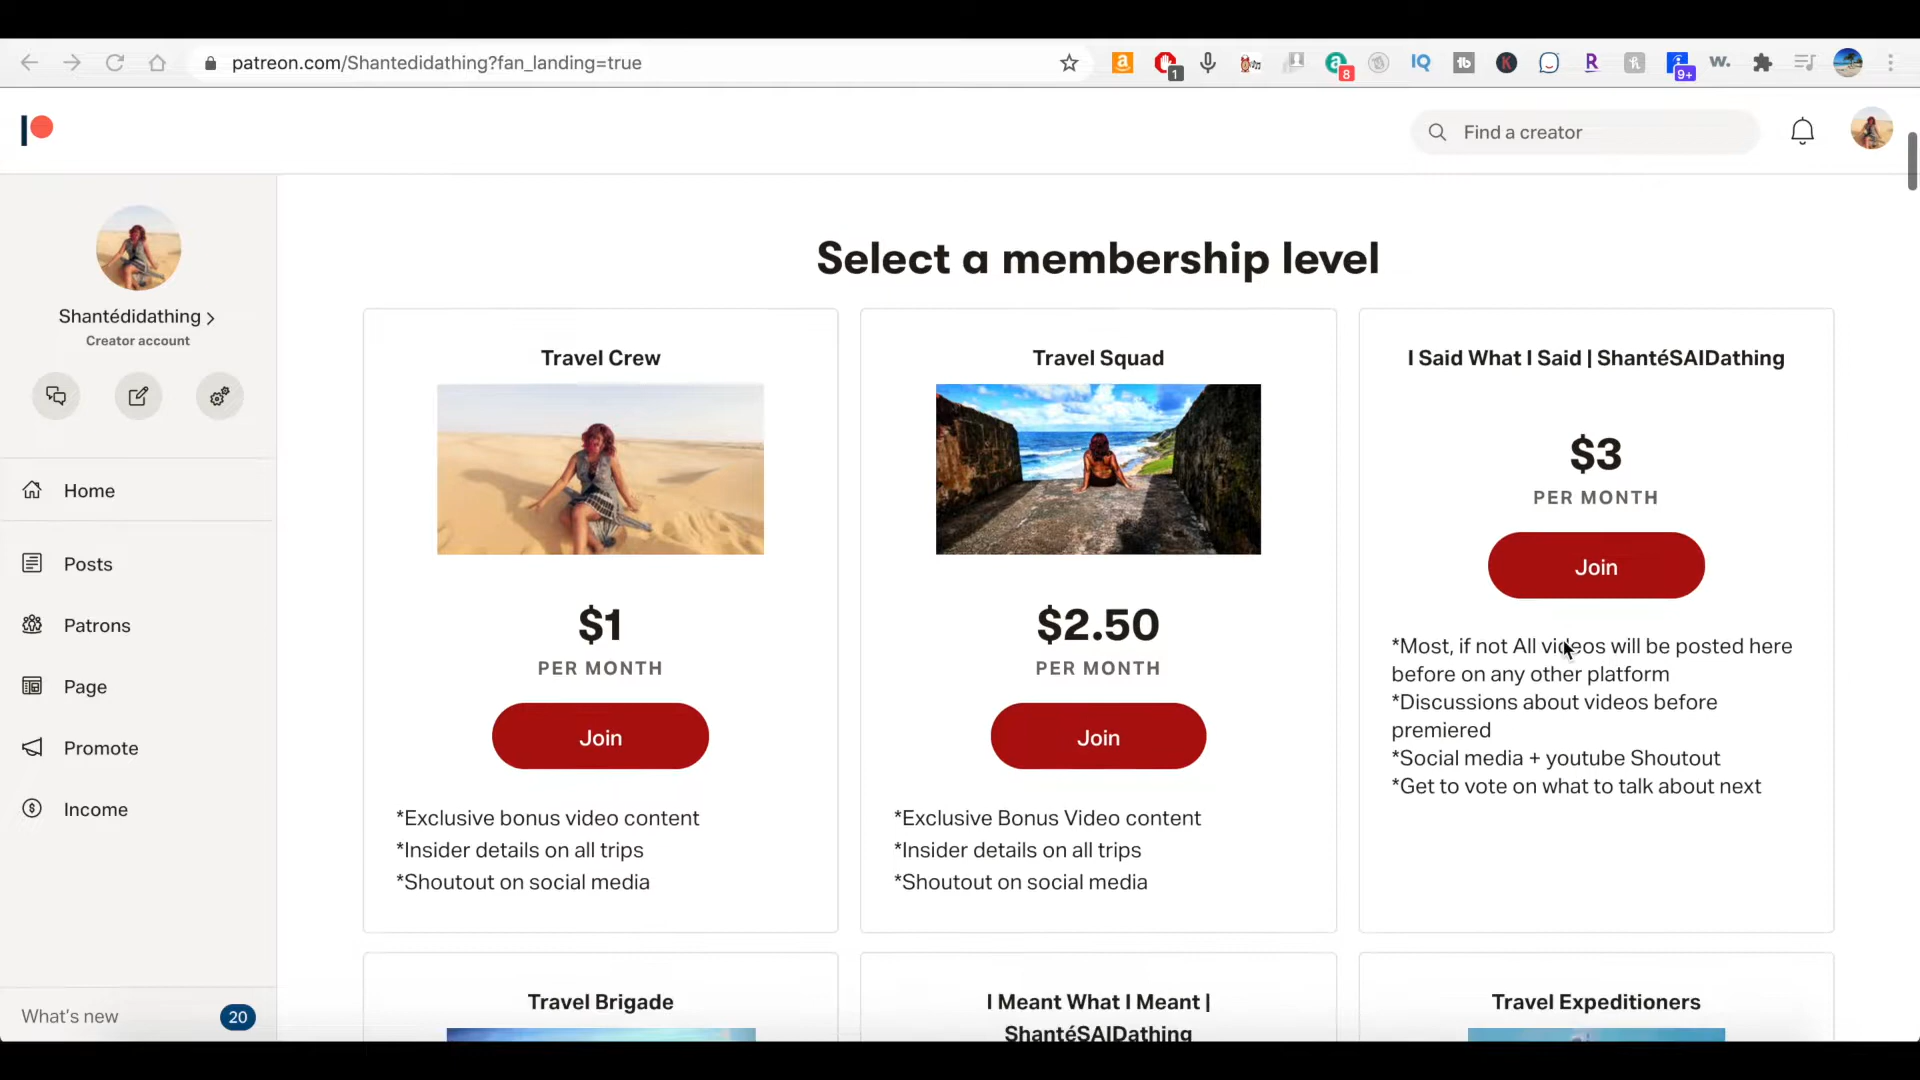 patreon.com/Shantedidathing?fan_landing=true
1
8
IQ
tb
K
R
9+
w.
Find a creator
Shantédidathing
Creator account
Home
Posts
Patrons
Page
Promote
Income
What's new
20
Select a membership level
Travel Crew
$1
PER MONTH
Join
*Exclusive bonus video content
*Insider details on all trips
*Shoutout on social media
Travel Squad
$2.50
PER MONTH
Join
*Exclusive Bonus Video content
*Insider details on all trips
*Shoutout on social media
I Said What I Said | ShantéSAIDathing
$3
PER MONTH
Join
*Most, if not All videos will be posted here
before on any other platform
*Discussions about videos before
premiered
*Social media + youtube Shoutout
*Get to vote on what to talk about next
Travel Brigade
I Meant What I Meant |
ShantéSAIDathing
Travel Expeditioners